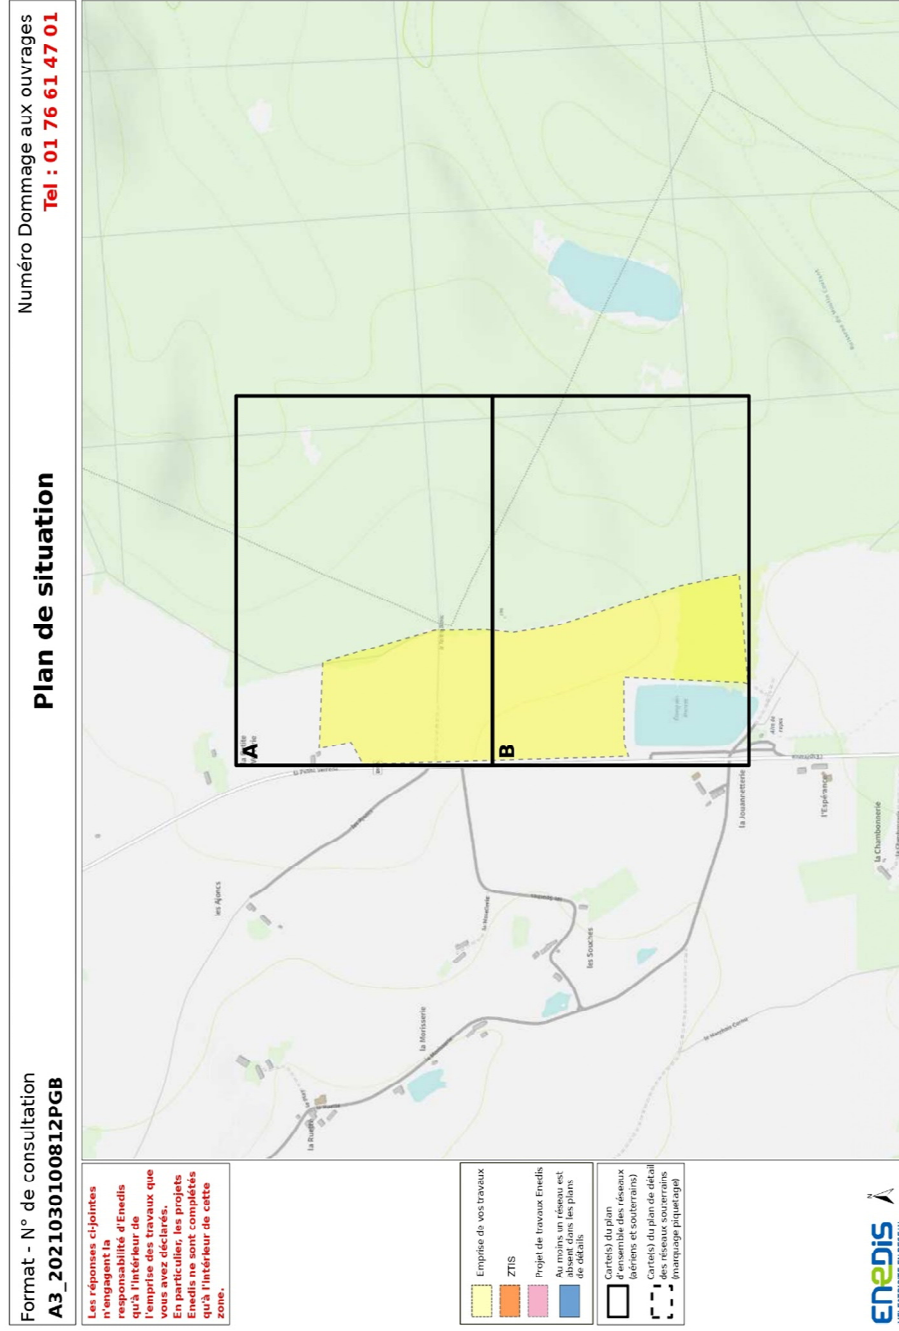 Format - N° de consultation
A3_2021030100812PGB
Plan de situation
Numéro Dommage aux ouvrages
Tel : 01 76 61 47 01
Les réponses ci-jointes
n'engagent la
responsabilité d'Enedis
qu'à l'intérieur de
l'emprise des travaux que
vous avez déclarés.
En particulier, les projets
Enedis ne sont complétés
qu'à l'intérieur de cette
zone.
Emprise de vos travaux
ZTIS
Projet de travaux Enedis
Au moins un réseau est
absent dans les plans
de détails
Carte(s) du plan
d'ensemble des réseaux
(aériens et souterrains)
Carte(s) du plan de détail
des réseaux souterrains
(marquage piquetage)
N
ENEDIS
A
B
les Ajoncs
les Ajoncs
la Morisserie
les Souches
la Jouanretterie
l'Espérance
la Chambonnerie